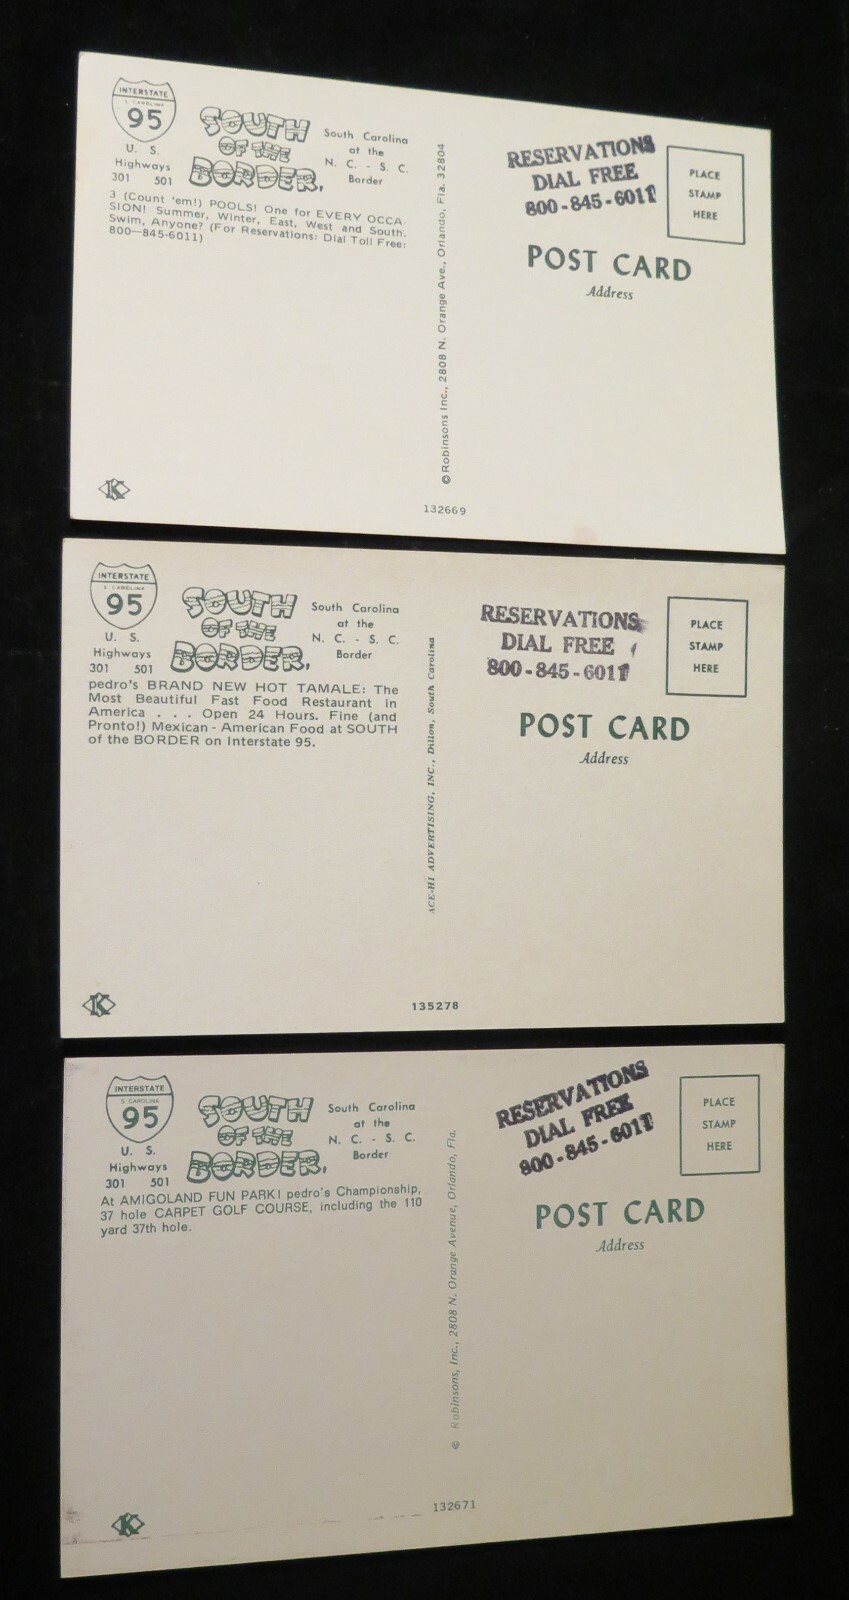 INTERSTATE
S CAROLINA
95
U. S.
Highways
301 501
SOUTH
OF THE
BORDER,
South Carolina
at the
N. C. - S. C.
Border
3 (Count 'em!) POOLS! One for EVERY OCCA-
SION! Summer, Winter, East, West and South.
Swim, Anyone? (For Reservations: Dial Toll Free:
800—845-6011)
© Robinsons Inc., 2808 N. Orange Ave., Orlando, Fla. 32804
RESERVATIONS
DIAL FREE
800-845-6011
PLACE
STAMP
HERE
POST CARD
Address
K
132669
INTERSTATE
S CAROLINA
95
U. S.
Highways
301 501
SOUTH
OF THE
BORDER,
South Carolina
at the
N. C. - S. C.
Border
pedro's BRAND NEW HOT TAMALE: The
Most Beautiful Fast Food Restaurant in
America . . . Open 24 Hours. Fine (and
Pronto!) Mexican - American Food at SOUTH
of the BORDER on Interstate 95.
ACE-HI ADVERTISING, INC., Dillon, South Carolina
RESERVATIONS
DIAL FREE
800-845-6011
PLACE
STAMP
HERE
POST CARD
Address
K
135278
INTERSTATE
S CAROLINA
95
U. S.
Highways
301 501
SOUTH
OF THE
BORDER,
South Carolina
at the
N. C. - S. C.
Border
At AMIGOLAND FUN PARK! pedro's Championship,
37 hole CARPET GOLF COURSE, including the 110
yard 37th hole.
© Robinsons, Inc., 2808 N. Orange Avenue, Orlando, Fla.
RESERVATIONS
DIAL FREE
800-845-6011
PLACE
STAMP
HERE
POST CARD
Address
K
132671